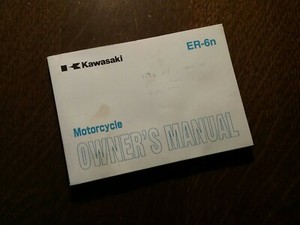 Kawasaki
ER-6n
Motorcycle
OWNER'S MANUAL